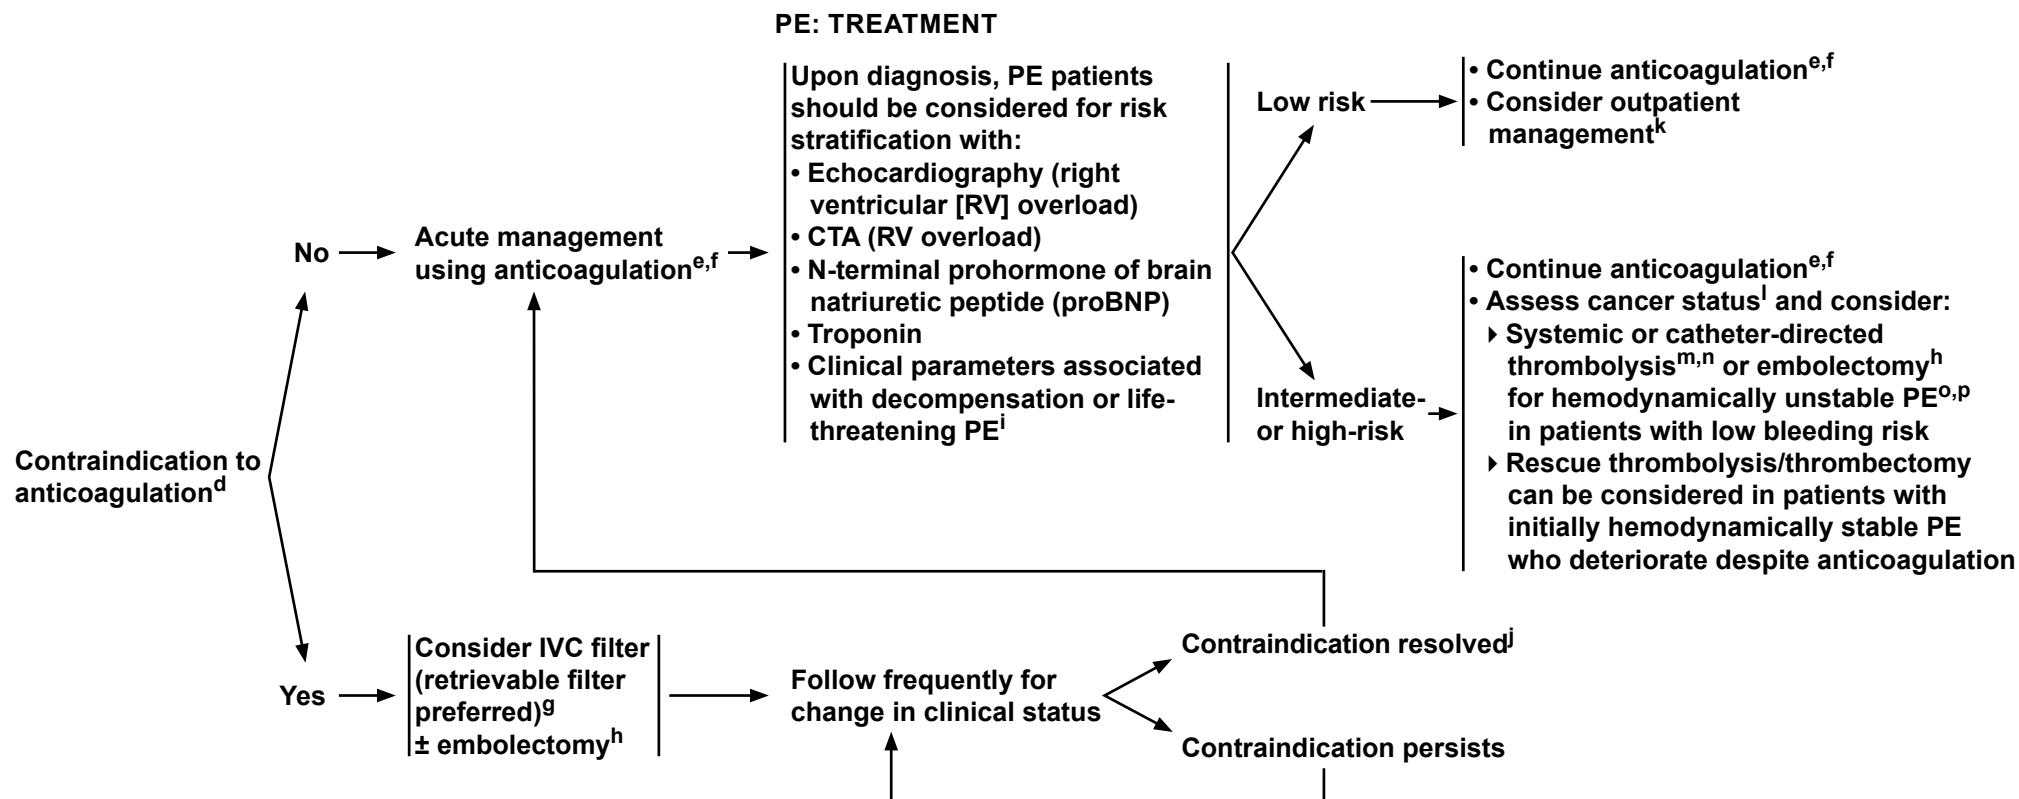 PE: TREATMENT
Contraindication to
anticoagulationᵈ
No
Acute management
using anticoagulationᵉ,ᶠ
Upon diagnosis, PE patients
should be considered for risk
stratification with:
• Echocardiography (right
ventricular [RV] overload)
• CTA (RV overload)
• N-terminal prohormone of brain
natriuretic peptide (proBNP)
• Troponin
• Clinical parameters associated
with decompensation or life-
threatening PEⁱ
Low risk
• Continue anticoagulationᵉ,ᶠ
• Consider outpatient
managementᵏ
Intermediate-
or high-risk
• Continue anticoagulationᵉ,ᶠ
• Assess cancer statusˡ and consider:
Systemic or catheter-directed
thrombolysisᵐ,ⁿ or embolectomyʰ
for hemodynamically unstable PEᵒ,ᵖ
in patients with low bleeding risk
Rescue thrombolysis/thrombectomy
can be considered in patients with
initially hemodynamically stable PE
who deteriorate despite anticoagulation
Yes
Consider IVC filter
(retrievable filter
preferred)ᵍ
± embolectomyʰ
Follow frequently for
change in clinical status
Contraindication resolvedʲ
Contraindication persists